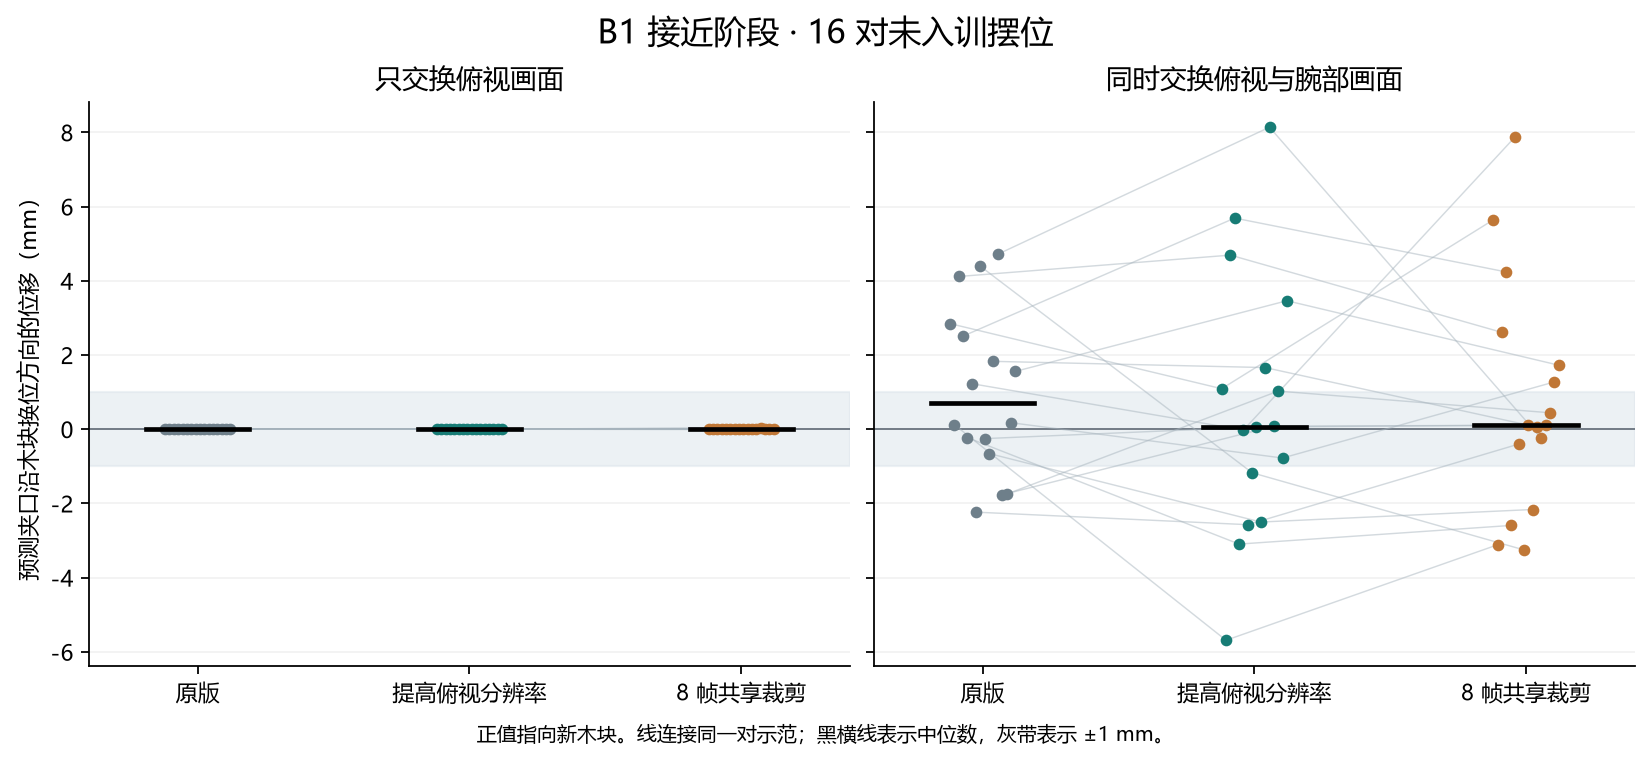 B1 接近阶段 · 16 对未入训摆位
只交换俯视画面
同时交换俯视与腕部画面
预测夹口沿木块换位方向的位移（mm）
8
6
4
2
0
-2
-4
-6
原版
提高俯视分辨率
8 帧共享裁剪
原版
提高俯视分辨率
8 帧共享裁剪
正值指向新木块。线连接同一对示范；黑横线表示中位数，灰带表示 ±1 mm。